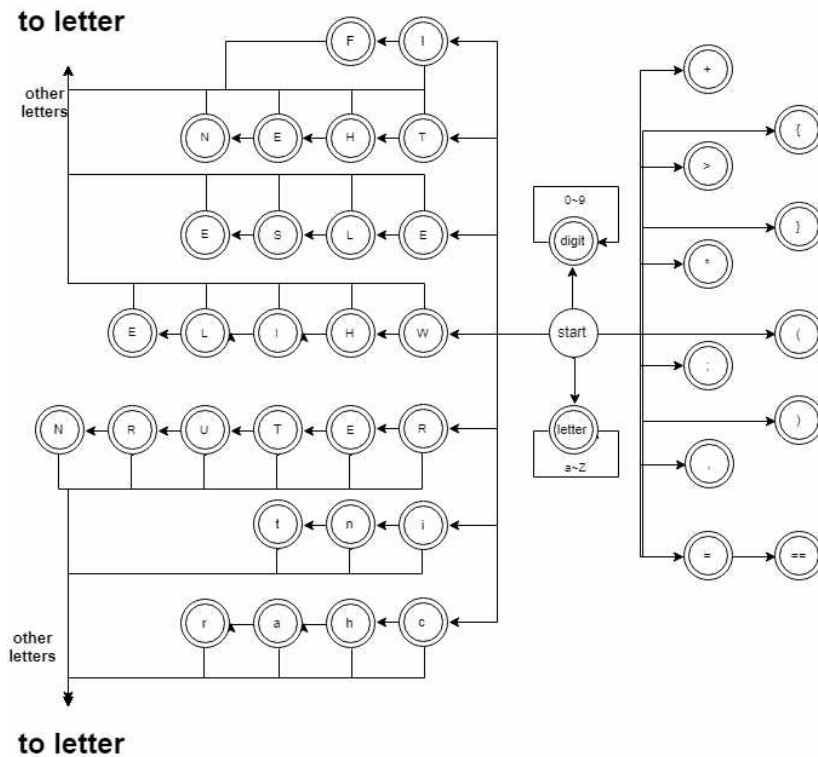 to letter
F I
+
other
letters
N E H T
{
>
0~9
E S L E
digit
}
*
E L I H W
start
(
;
N R U T E R
letter
)
a~Z
,
t n i
= ==
r a h c
other
letters
to letter